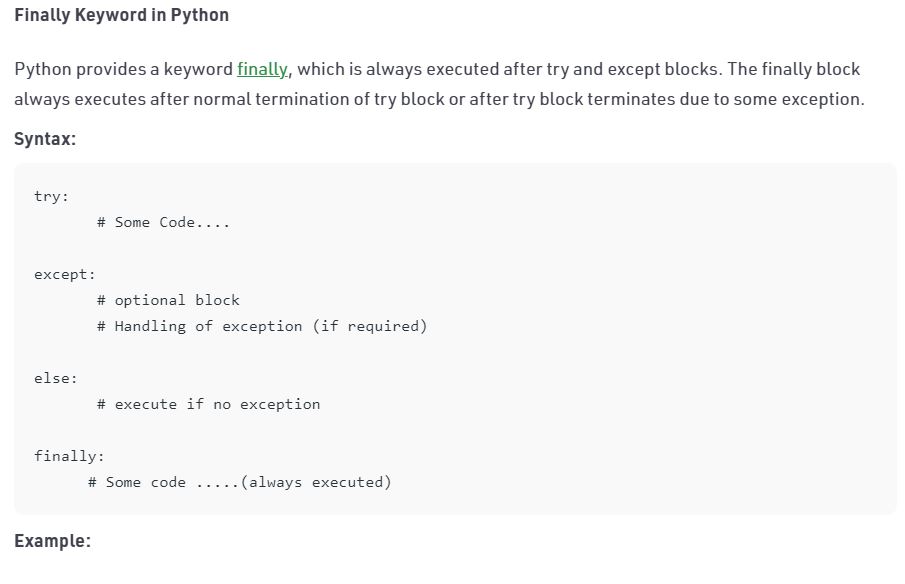 Finally Keyword in Python
Python provides a keyword finally, which is always executed after try and except blocks. The finally block
always executes after normal termination of try block or after try block terminates due to some exception.
Syntax:
try:
       # Some Code....
except:
       # optional block
       # Handling of exception (if required)
else:
       # execute if no exception
finally:
      # Some code .....(always executed)
Example: